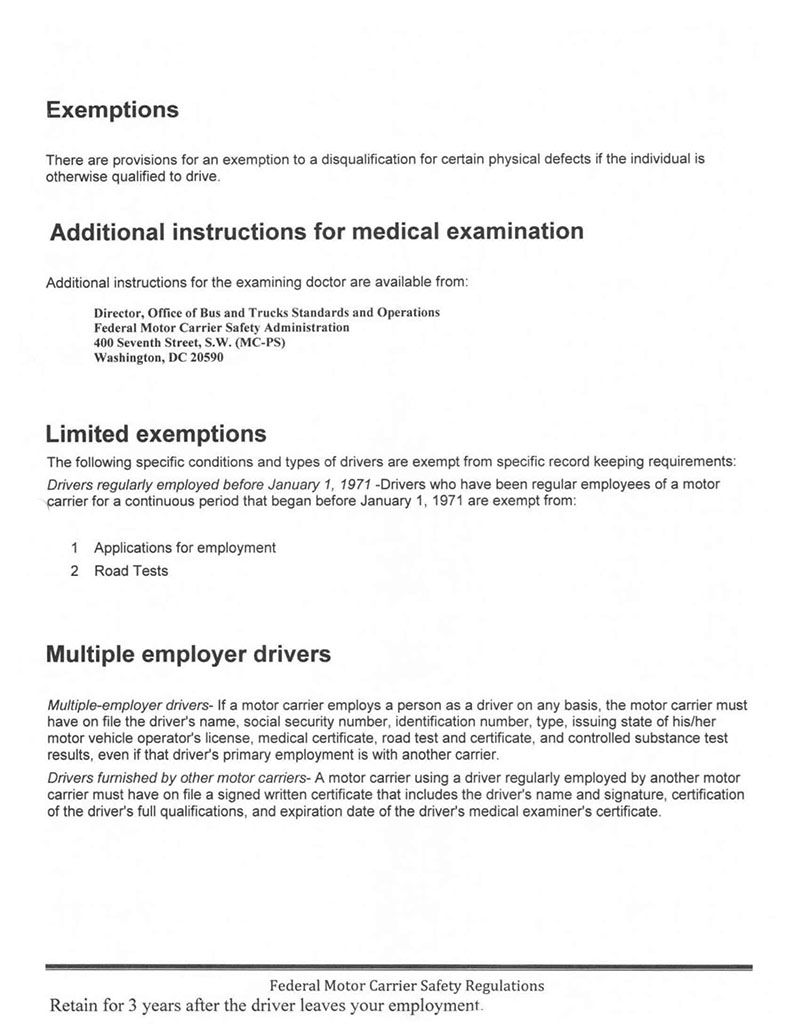 Exemptions
There are provisions for an exemption to a disqualification for certain physical defects if the individual is
otherwise qualified to drive.
Additional instructions for medical examination
Additional instructions for the examining doctor are available from:
Director, Office of Bus and Trucks Standards and Operations
Federal Motor Carrier Safety Administration
400 Seventh Street, S.W. (MC-PS)
Washington, DC 20590
Limited exemptions
The following specific conditions and types of drivers are exempt from specific record keeping requirements:
Drivers regularly employed before January 1, 1971 -Drivers who have been regular employees of a motor
carrier for a continuous period that began before January 1, 1971 are exempt from:
1 Applications for employment
2 Road Tests
Multiple employer drivers
Multiple-employer drivers- If a motor carrier employs a person as a driver on any basis, the motor carrier must
have on file the driver's name, social security number, identification number, type, issuing state of his/her
motor vehicle operator's license, medical certificate, road test and certificate, and controlled substance test
results, even if that driver's primary employment is with another carrier.
Drivers furnished by other motor carriers- A motor carrier using a driver regularly employed by another motor
carrier must have on file a signed written certificate that includes the driver's name and signature, certification
of the driver's full qualifications, and expiration date of the driver's medical examiner's certificate.
Federal Motor Carrier Safety Regulations
Retain for 3 years after the driver leaves your employment.